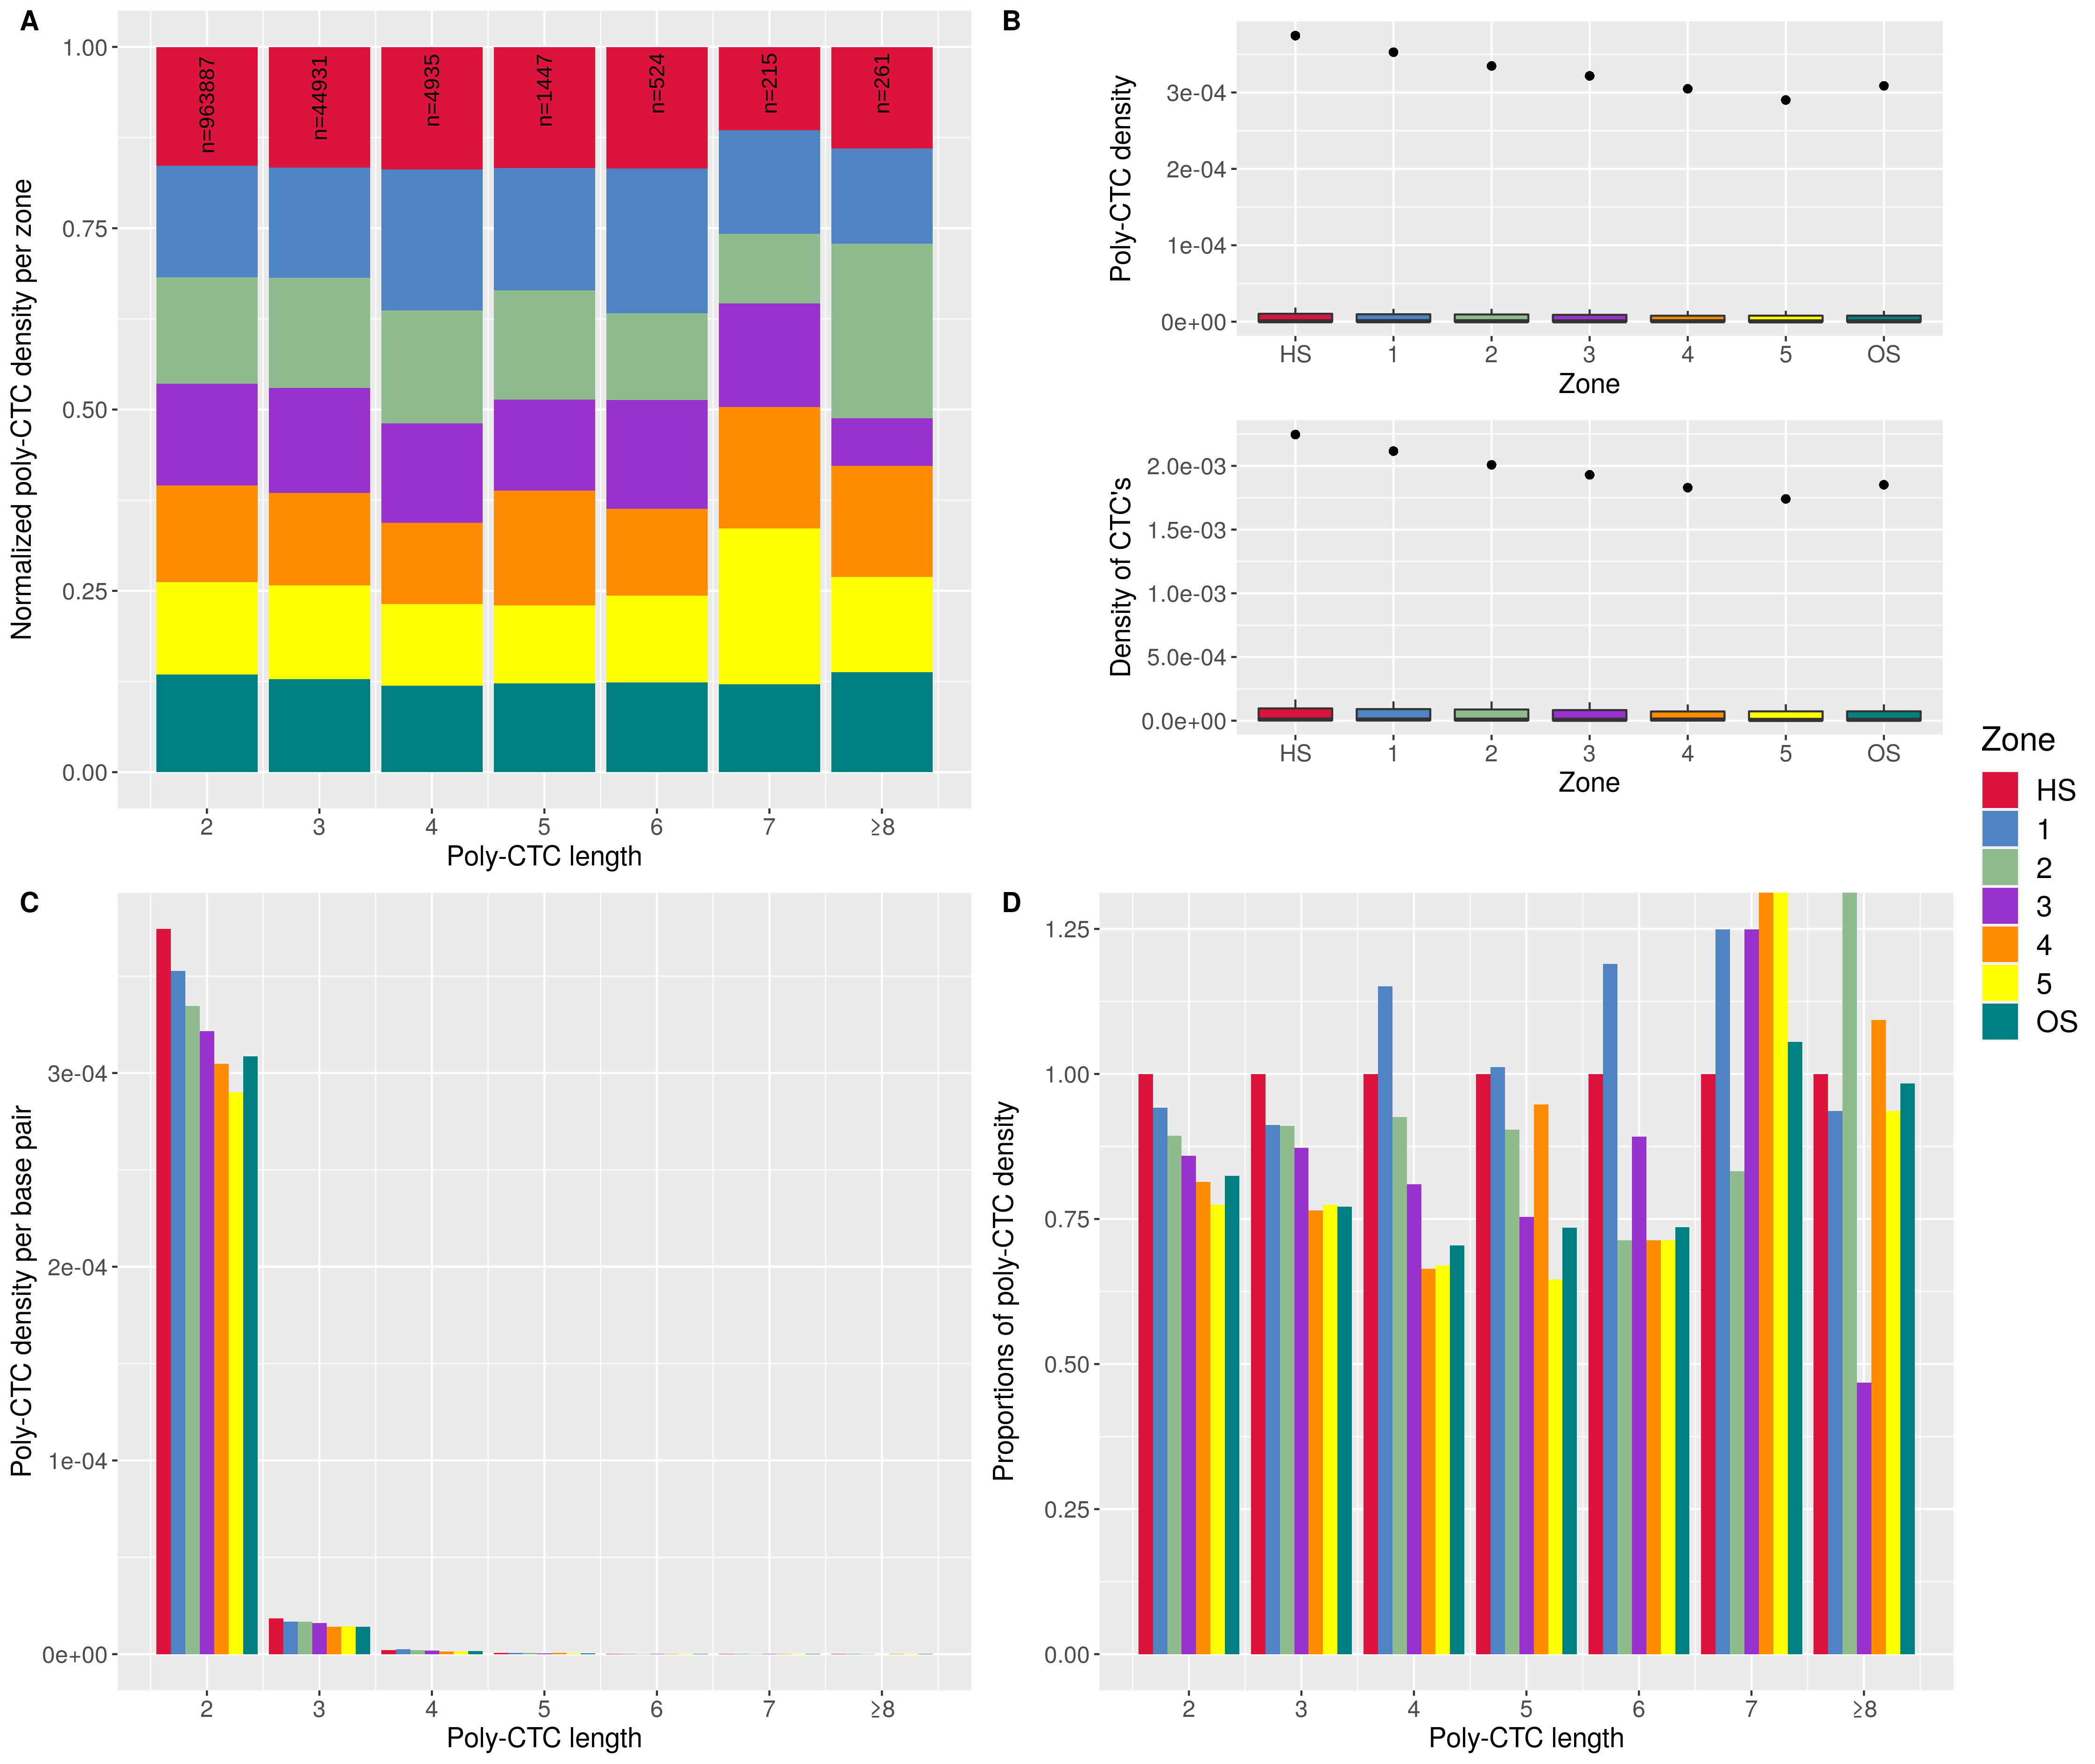 A
Normalized poly-CTC density per zone
1.00
0.75
0.50
0.25
0.00
n=963887
n=44931
n=4935
n=1447
n=524
n=215
n=261
2 3 4 5 6 7 ≥8
Poly-CTC length
B
Poly-CTC density
3e-04
2e-04
1e-04
0e+00
HS 1 2 3 4 5 OS
Zone
Density of CTC's
2.0e-03
1.5e-03
1.0e-03
5.0e-04
0.0e+00
HS 1 2 3 4 5 OS
Zone
C
Poly-CTC density per base pair
3e-04
2e-04
1e-04
0e+00
2 3 4 5 6 7 ≥8
Poly-CTC length
D
Proportions of poly-CTC density
1.25
1.00
0.75
0.50
0.25
0.00
2 3 4 5 6 7 ≥8
Poly-CTC length
Zone
HS
1
2
3
4
5
OS